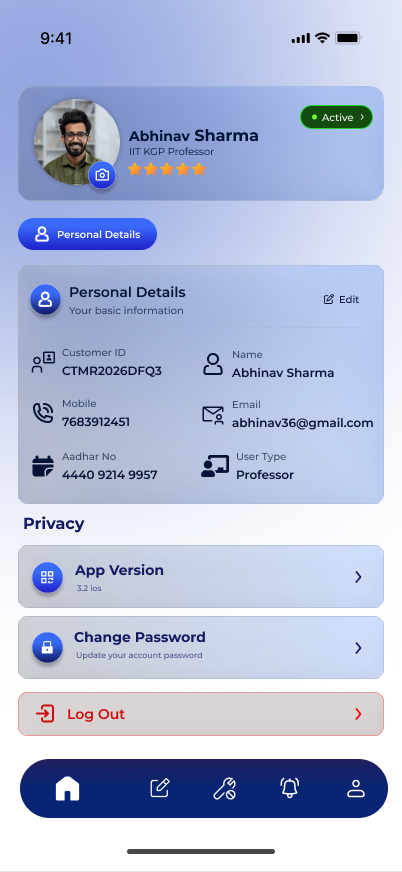 9:41
Abhinav Sharma
IIT KGP Professor
Active
Personal Details
Personal Details
Your basic information
Edit
Customer ID
CTMR2026DFQ3
Name
Abhinav Sharma
Mobile
7683912451
Email
abhinav36@gmail.com
Aadhar No
4440 9214 9957
User Type
Professor
Privacy
App Version
3.2 ios
Change Password
Update your account password
Log Out